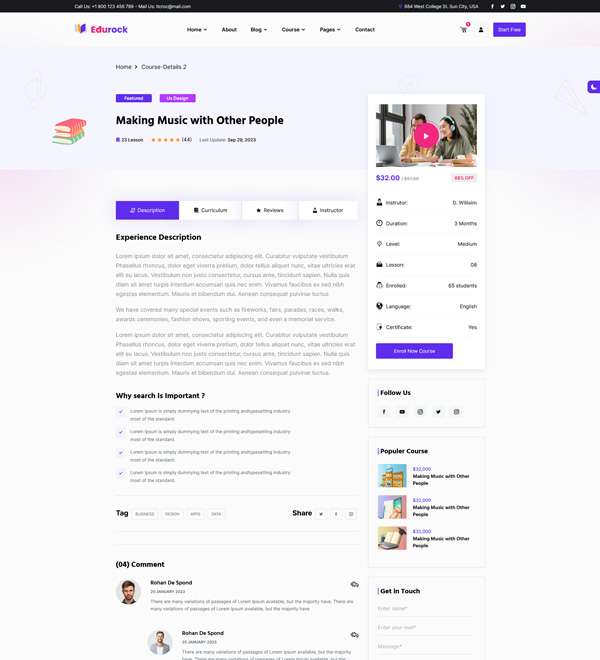 Call Us: +1 800 123 456 789 - Mail Us: Itcroc@mail.com
684 West College St. Sun City, USA
Edurock
Home
About
Blog
Course
Pages
Contact
Start Free
Home > Course-Details 2
Featured
Ux Design
Making Music with Other People
23 Lesson
(44)
Last Update: Sep 29, 2023
$32.00
68% OFF
Instrutor: D. Willaim
Duration: 3 Months
Level: Medium
Lesson: 08
Enrolled: 65 students
Language: English
Certificate: Yes
Enroll Now Course
Description
Curriculum
Reviews
Instructor
Experience Description
Lorem ipsum dolor sit amet, consectetur adipiscing elit. Curabitur vulputate vestibulum
Phasellus rhoncus, dolor eget viverra pretium, dolor tellus aliquet nunc, vitae ultricies erat
elit eu lacus. Vestibulum non justo consectetur, cursus ante, tincidunt sapien. Nulla quis
diam sit amet turpis interdum accumsan quis nec enim. Vivamus faucibus ex sed nibh
egestas elementum. Mauris et bibendum dui. Aenean consequat pulvinar luctus.
We have covered many special events such as fireworks, fairs, parades, races, walks,
awards ceremonies, fashion shows, sporting events, and even a memorial service.
Lorem ipsum dolor sit amet, consectetur adipiscing elit. Curabitur vulputate vestibulum
Phasellus rhoncus, dolor eget viverra pretium, dolor tellus aliquet nunc, vitae ultricies erat
elit eu lacus. Vestibulum non justo consectetur, cursus ante, tincidunt sapien. Nulla quis
diam sit amet turpis interdum accumsan quis nec enim. Vivamus faucibus ex sed nibh
egestas elementum. Mauris et bibendum dui. Aenean consequat pulvinar luctus.
Why search Is Important ?
Lorem Ipsum is simply dummying text of the printing andtypesetting industry
most of the standard.
Lorem Ipsum is simply dummying text of the printing andtypesetting industry
most of the standard.
Lorem Ipsum is simply dummying text of the printing andtypesetting industry
most of the standard.
Lorem Ipsum is simply dummying text of the printing andtypesetting industry
most of the standard.
Tag
BUSINESS
DESIGN
APPS
DATA
Share
Follow Us
Populer Course
$32,000
Making Music with Other
People
$32,000
Making Music with Other
People
$32,000
Making Music with Other
People
(04) Comment
Rohan De Spond
25 JANUARY 2023
There are many variations of passages of Lorem Ipsum available, but the majority have. There are
many variations of passages of Lorem Ipsum available, but the majority have
Rohan De Spond
25 JANUARY 2023
There are many variations of passages of Lorem Ipsum available, but the
Get in Touch
Enter name*
Enter your mail*
Message*